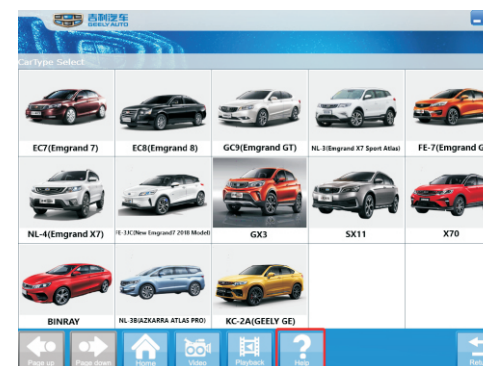 吉利汽车
GEELY AUTO
CarType Select
EC7(Emgrand 7) EC8(Emgrand 8) GC9(Emgrand GT) NL-3(Emgrand X7 Sport Atlas) FE-7(Emgrand G
NL-4(Emgrand X7) FE-3JC(New Emgrand7 2018 Model) GX3 SX11 X70
BINRAY NL-3B(AZKARRA ATLAS PRO) KC-2A(GEELY GE)
Page up Page down Home Video Playback Help Retu